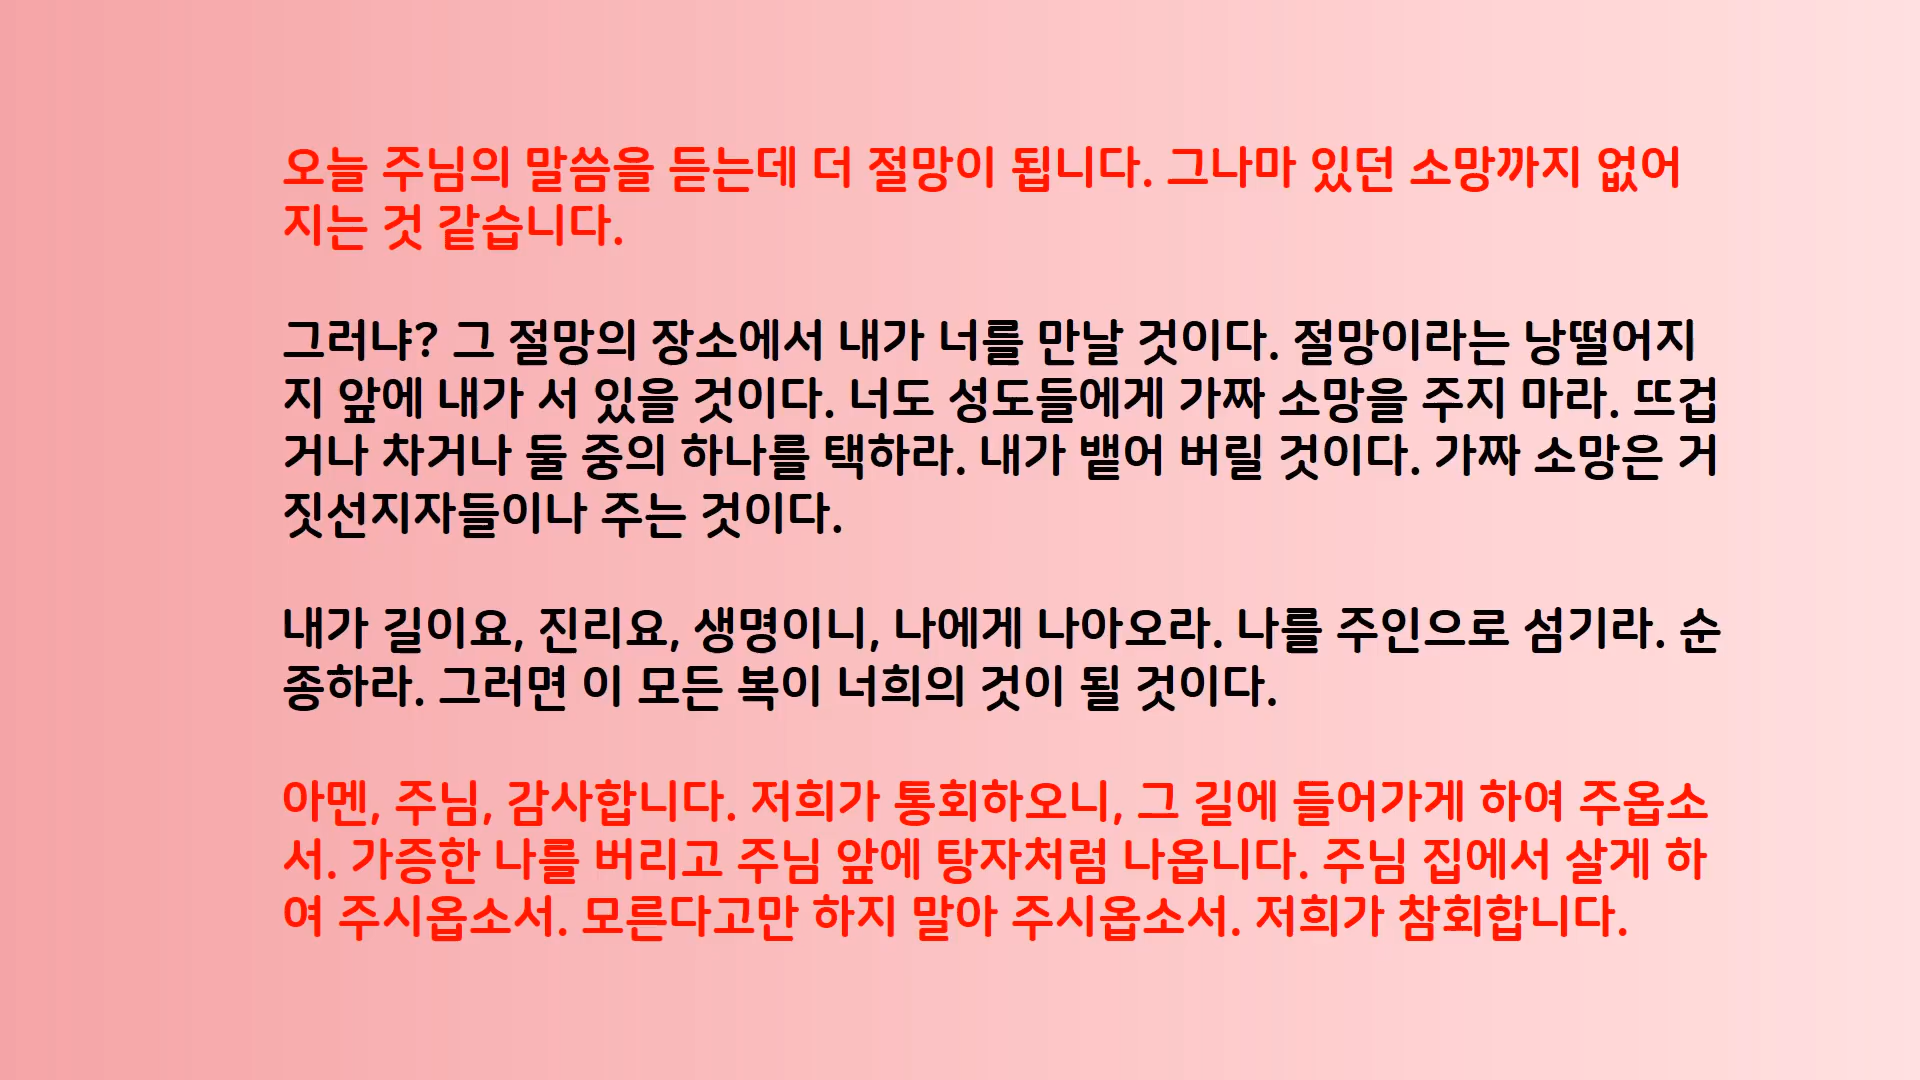 오늘 주님의 말씀을 듣는데 더 절망이 됩니다. 그나마 있던 소망까지 없어
지는 것 같습니다.
그러냐? 그 절망의 장소에서 내가 너를 만날 것이다. 절망이라는 낭떨어지
지 앞에 내가 서 있을 것이다. 너도 성도들에게 가짜 소망을 주지 마라. 뜨겁
거나 차거나 둘 중의 하나를 택하라. 내가 뱉어 버릴 것이다. 가짜 소망은 거
짓선지자들이나 주는 것이다.
내가 길이요, 진리요, 생명이니, 나에게 나아오라. 나를 주인으로 섬기라. 순
종하라. 그러면 이 모든 복이 너희의 것이 될 것이다.
아멘, 주님, 감사합니다. 저희가 통회하오니, 그 길에 들어가게 하여 주옵소
서. 가증한 나를 버리고 주님 앞에 탕자처럼 나옵니다. 주님 집에서 살게 하
여 주시옵소서. 모른다고만 하지 말아 주시옵소서. 저희가 참회합니다.